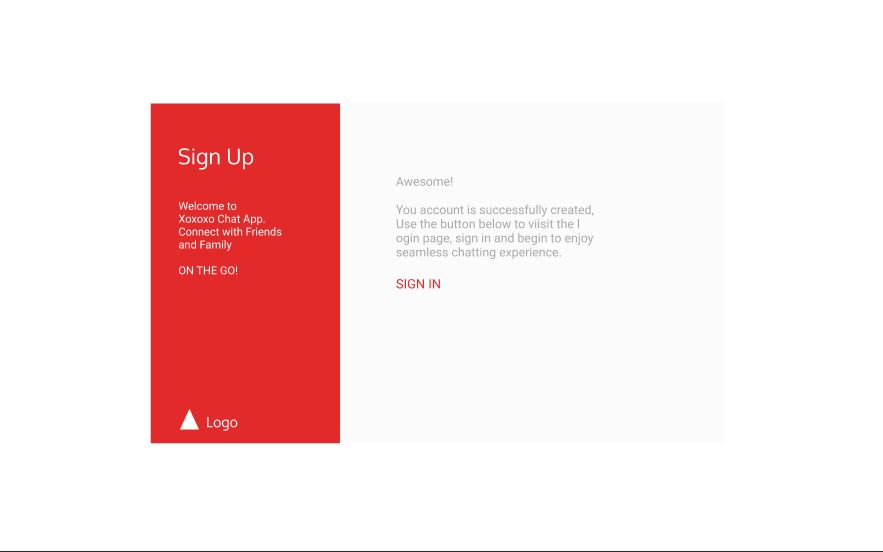 Sign Up
Welcome to
Xoxoxo Chat App.
Connect with Friends
and Family
ON THE GO!
Logo
Awesome!
You account is successfully created,
Use the button below to viisit the l
ogin page, sign in and begin to enjoy
seamless chatting experience.
SIGN IN